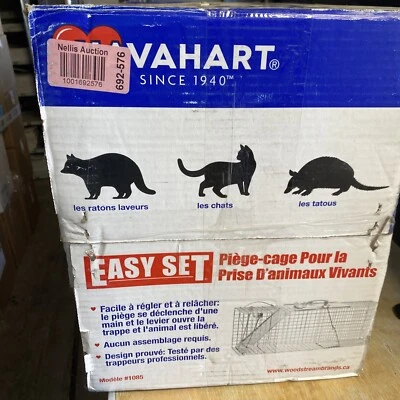 Nellis Auction
1001692576
692-576
AVAHART®
SINCE 1940™
les ratons laveurs
les chats
les tatous
EASY SET
Piège-cage Pour la
Prise D'animaux Vivants
♥ Facile à régler et à relâcher:
le piège se déclenche d'une
main et le levier ouvre la
trappe et l'animal est libéré.
♥ Aucun assemblage requis.
♥ Design prouvé: Testé par des
trappeurs professionnels.
Modèle #1085
www.woodstreambrands.ca